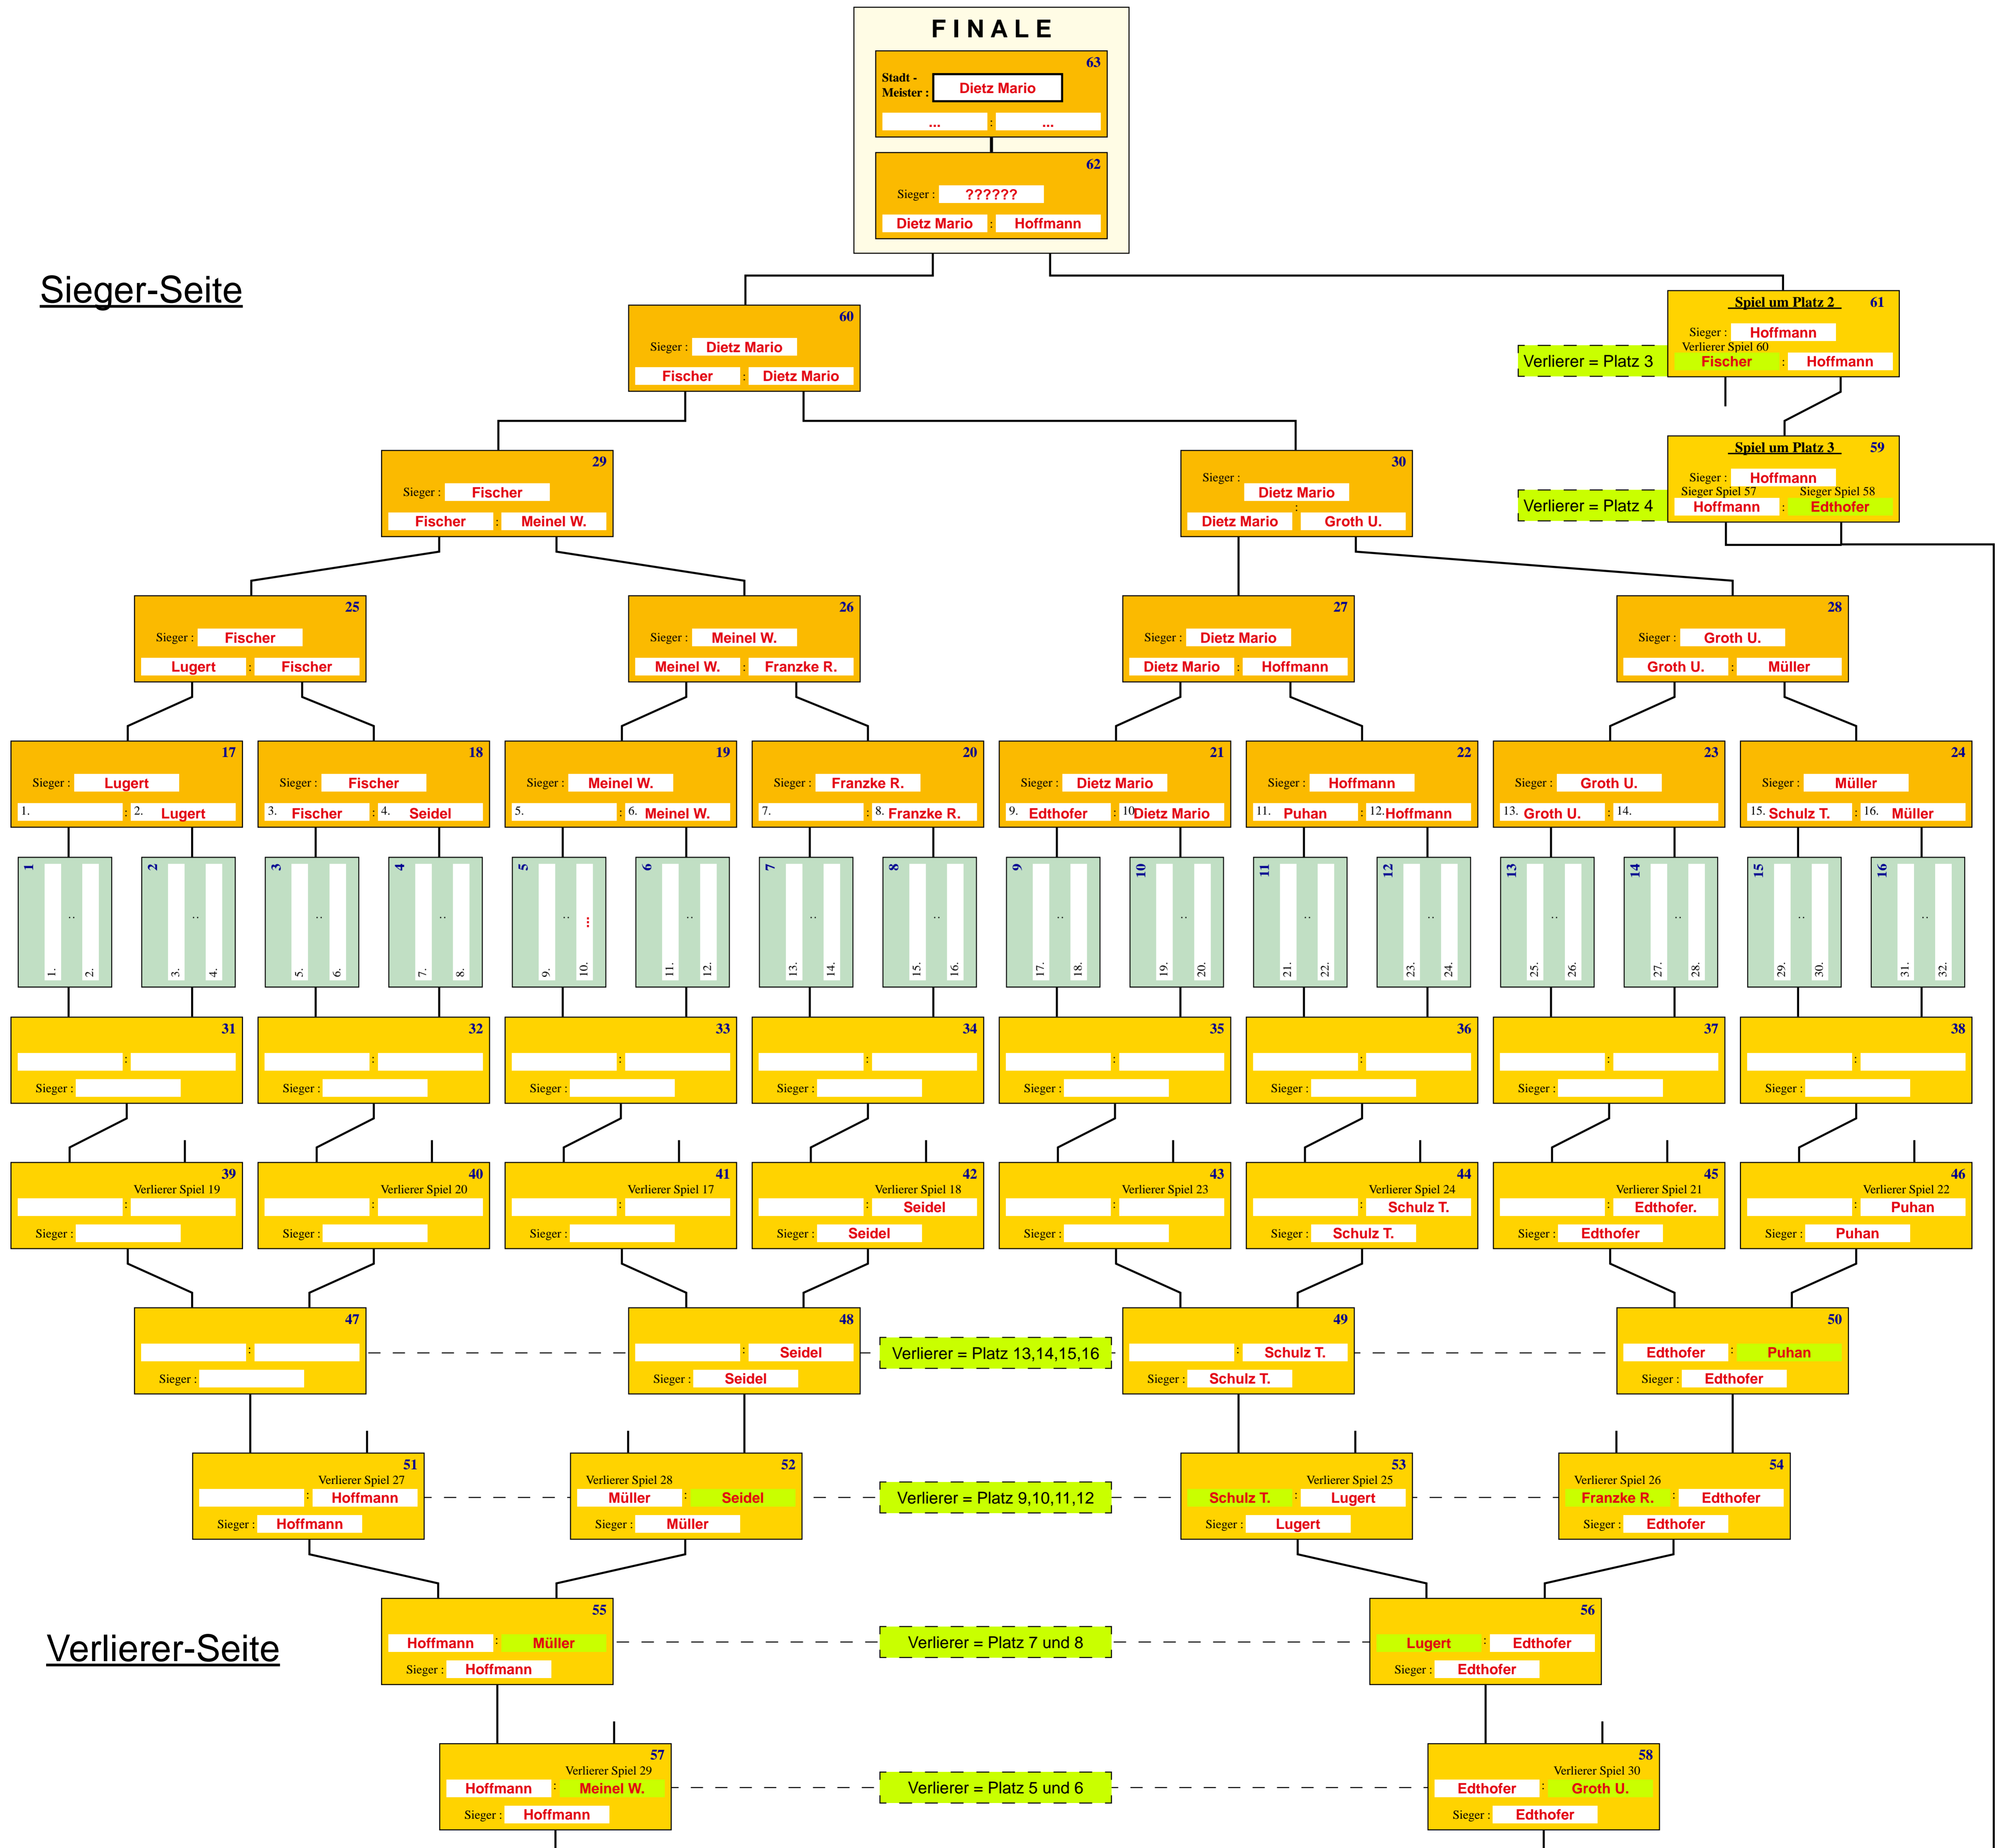 F I N A L E
63
Stadt -
Meister : Dietz Mario
... : ...
62
Sieger : ??????
Dietz Mario : Hoffmann
Sieger-Seite
60
Sieger : Dietz Mario
Fischer : Dietz Mario
Spiel um Platz 2 61
Sieger : Hoffmann
Verlierer Spiel 60
Verlierer = Platz 3
Fischer : Hoffmann
Spiel um Platz 3 59
Sieger : Hoffmann
Sieger Spiel 57 Sieger Spiel 58
Verlierer = Platz 4
Hoffmann : Edthofer
29
Sieger : Fischer
Fischer : Meinel W.
30
Sieger :
Dietz Mario
Dietz Mario : Groth U.
25
Sieger : Fischer
Lugert : Fischer
26
Sieger : Meinel W.
Meinel W. : Franzke R.
27
Sieger : Dietz Mario
Dietz Mario : Hoffmann
28
Sieger : Groth U.
Groth U. : Müller
17
Sieger : Lugert
1. : 2. Lugert
18
Sieger : Fischer
3. Fischer : 4. Seidel
19
Sieger : Meinel W.
5. : 6. Meinel W.
20
Sieger : Franzke R.
7. : 8. Franzke R.
21
Sieger : Dietz Mario
9. Edthofer : 10. Dietz Mario
22
Sieger : Hoffmann
11. Puhan : 12. Hoffmann
23
Sieger : Groth U.
13. Groth U. : 14.
24
Sieger : Müller
15. Schulz T. : 16. Müller
1
1. : 2.
2
3. : 4.
3
5. : 6.
4
7. : 8.
5
9. : 10. ...
6
11. : 12.
7
13. : 14.
8
15. : 16.
9
17. : 18.
10
19. : 20.
11
21. : 22.
12
23. : 24.
13
25. : 26.
14
27. : 28.
15
29. : 30.
16
31. : 32.
31
:
Sieger :
32
:
Sieger :
33
:
Sieger :
34
:
Sieger :
35
:
Sieger :
36
:
Sieger :
37
:
Sieger :
38
:
Sieger :
39
Verlierer Spiel 19
:
Sieger :
40
Verlierer Spiel 20
:
Sieger :
41
Verlierer Spiel 17
:
Sieger :
42
Verlierer Spiel 18
: Seidel
Sieger : Seidel
43
Verlierer Spiel 23
:
Sieger :
44
Verlierer Spiel 24
: Schulz T.
Sieger : Schulz T.
45
Verlierer Spiel 21
: Edthofer.
Sieger : Edthofer
46
Verlierer Spiel 22
: Puhan
Sieger : Puhan
47
:
Sieger :
48
: Seidel
Sieger : Seidel
Verlierer = Platz 13,14,15,16
49
: Schulz T.
Sieger : Schulz T.
50
Edthofer : Puhan
Sieger : Edthofer
51
Verlierer Spiel 27
: Hoffmann
Sieger : Hoffmann
52
Verlierer Spiel 28
Müller : Seidel
Sieger : Müller
Verlierer = Platz 9,10,11,12
53
Verlierer Spiel 25
Schulz T. : Lugert
Sieger : Lugert
54
Verlierer Spiel 26
Franzke R. : Edthofer
Sieger : Edthofer
Verlierer-Seite
55
Hoffmann : Müller
Sieger : Hoffmann
Verlierer = Platz 7 und 8
56
Lugert : Edthofer
Sieger : Edthofer
57
Verlierer Spiel 29
Hoffmann : Meinel W.
Sieger : Hoffmann
Verlierer = Platz 5 und 6
58
Verlierer Spiel 30
Edthofer : Groth U.
Sieger : Edthofer